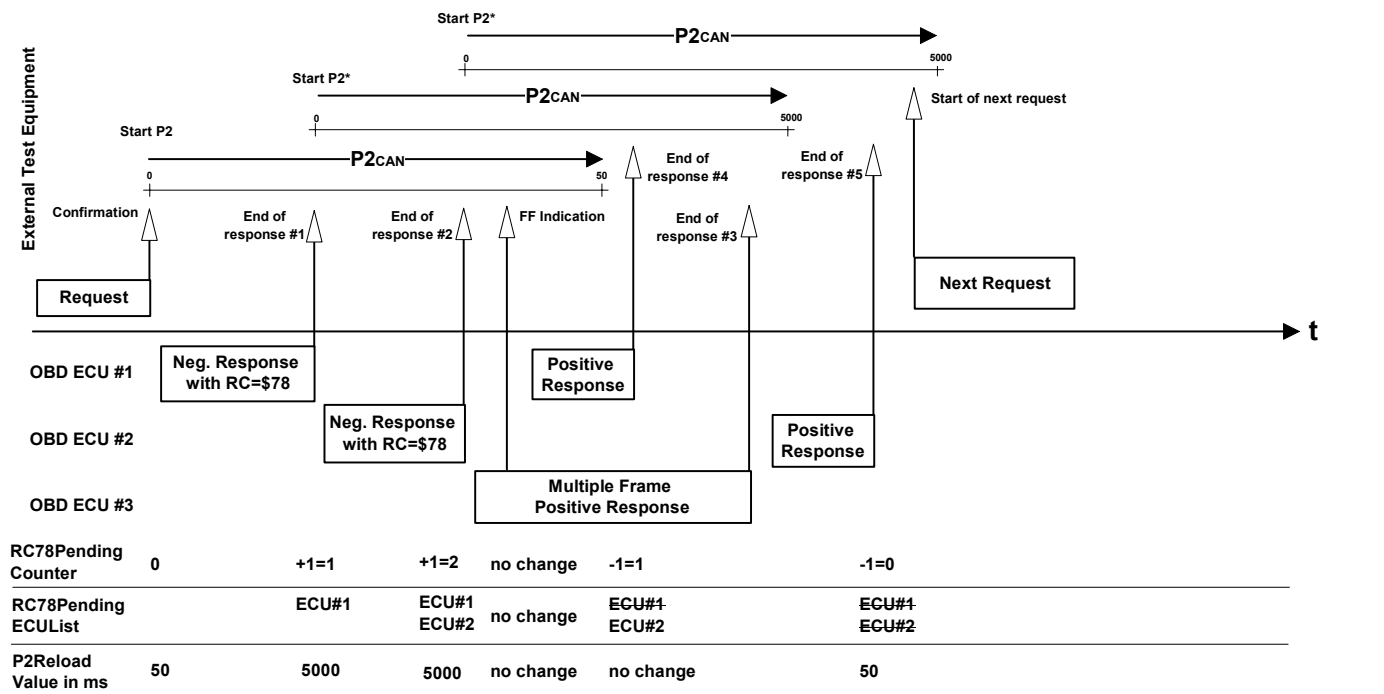 Start P2*
P2CAN
0
5000
Start P2*
P2CAN
0
5000
Start of next request
Start P2
P2CAN
0
50
External Test Equipment
Confirmation
End of
response #1
End of
response #2
FF Indication
End of
response #4
End of
response #3
End of
response #5
Request
Next Request
t
OBD ECU #1
Neg. Response
with RC=$78
Positive
Response
OBD ECU #2
Neg. Response
with RC=$78
Positive
Response
OBD ECU #3
Multiple Frame
Positive Response
RC78Pending
Counter
0
+1=1
+1=2
no change
-1=1
-1=0
RC78Pending
ECUList
ECU#1
ECU#1
ECU#2
no change
ECU#1
ECU#2
ECU#1
ECU#2
P2Reload
Value in ms
50
5000
5000
no change
no change
50